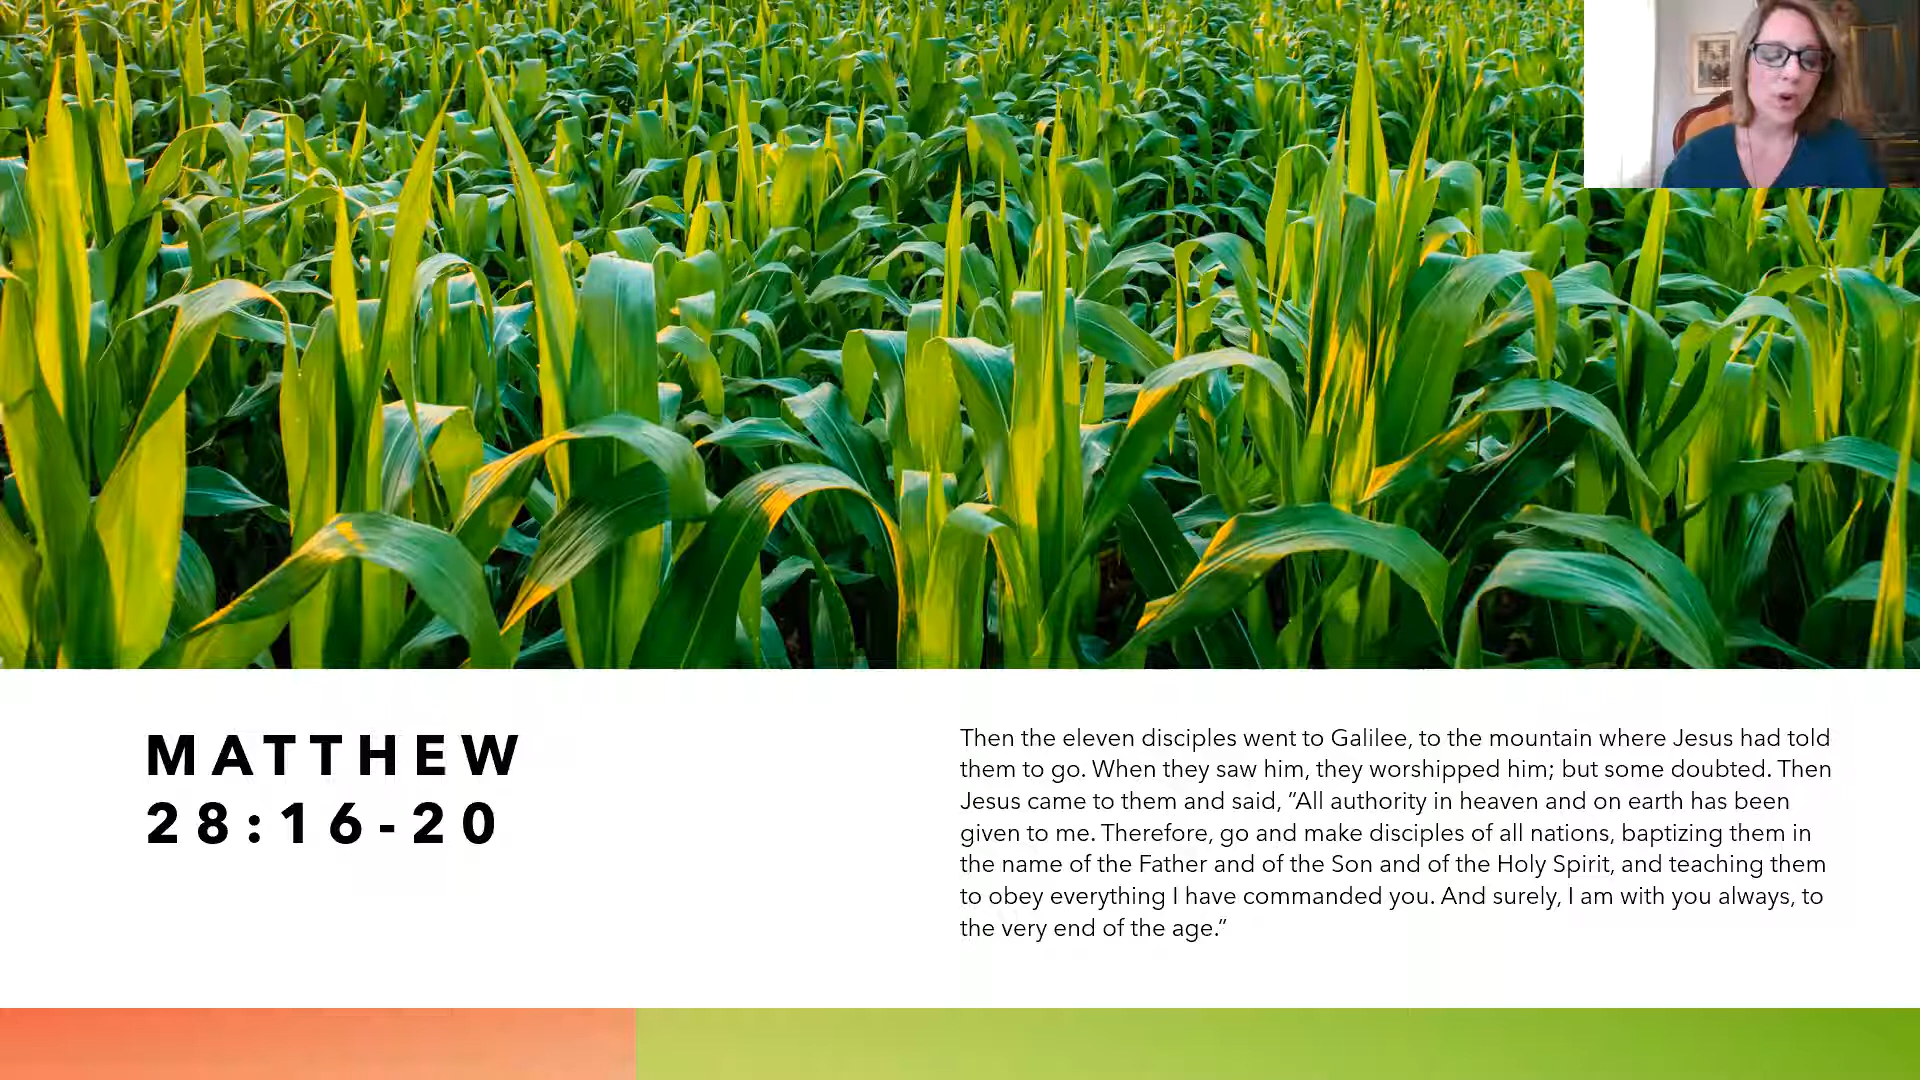 MATTHEW
28:16-20
Then the eleven disciples went to Galilee, to the mountain where Jesus had told
them to go. When they saw him, they worshipped him; but some doubted. Then
Jesus came to them and said, “All authority in heaven and on earth has been
given to me. Therefore, go and make disciples of all nations, baptizing them in
the name of the Father and of the Son and of the Holy Spirit, and teaching them
to obey everything I have commanded you. And surely, I am with you always, to
the very end of the age.”